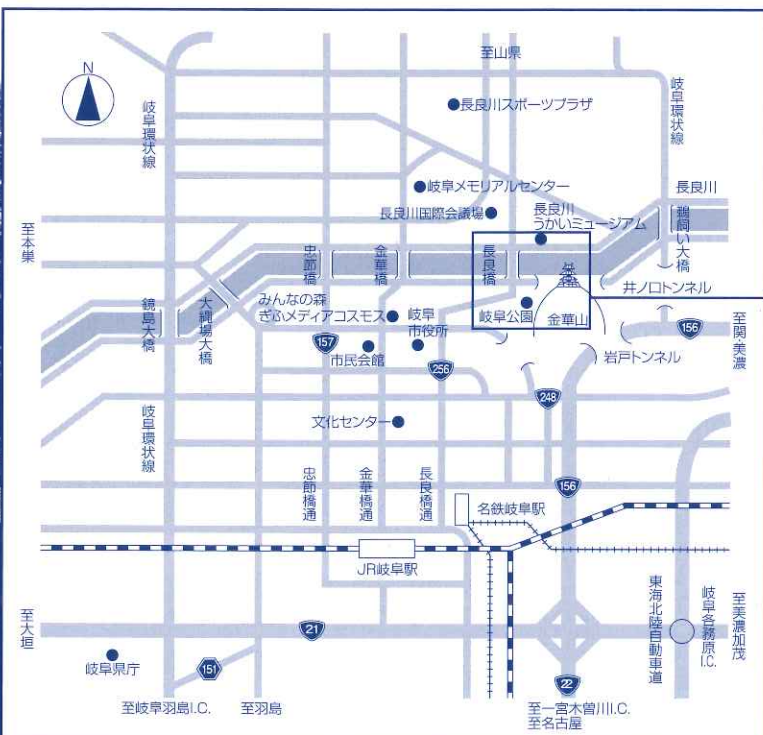 N
至山県
岐阜環状線
長良川スポーツプラザ
岐阜環状線
岐阜メモリアルセンター
長良川
長良川国際会議場
長良川
うかいミュージアム
鵜飼い大橋
至本巣
忠節橋
金華橋
長良橋
井ノ口トンネル
鏡島大橋
大縄場大橋
みんなの森
ぎふメディアコスモス
岐阜
市役所
岐阜公園
金華山
156
至関・美濃
157
市民会館
256
岩戸トンネル
248
岐阜環状線
文化センター
忠節橋通
金華橋通
長良橋通
156
名鉄岐阜駅
JR岐阜駅
至大垣
21
東海北陸自動車道
岐阜各務原I.C.
至美濃加茂
岐阜県庁
151
22
至岐阜羽島I.C.
至羽島
至一宮木曽川I.C.
至名古屋